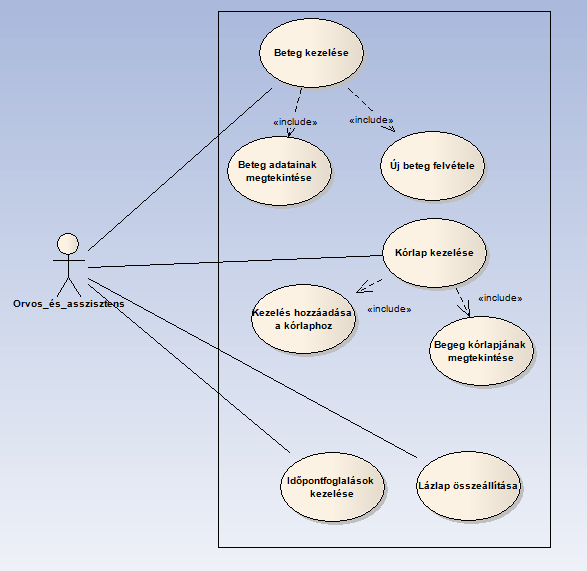 Beteg kezelése
«include»
«include»
Beteg adatainak
megtekintése
Új beteg felvétele
Orvos_és_asszisztens
Kórlap kezelése
Kezelés hozzáadása
a kórlaphoz
«include»
«include»
Begeg kórlapjának
megtekintése
Időpontfoglalások
kezelése
Lázlap összeállítása